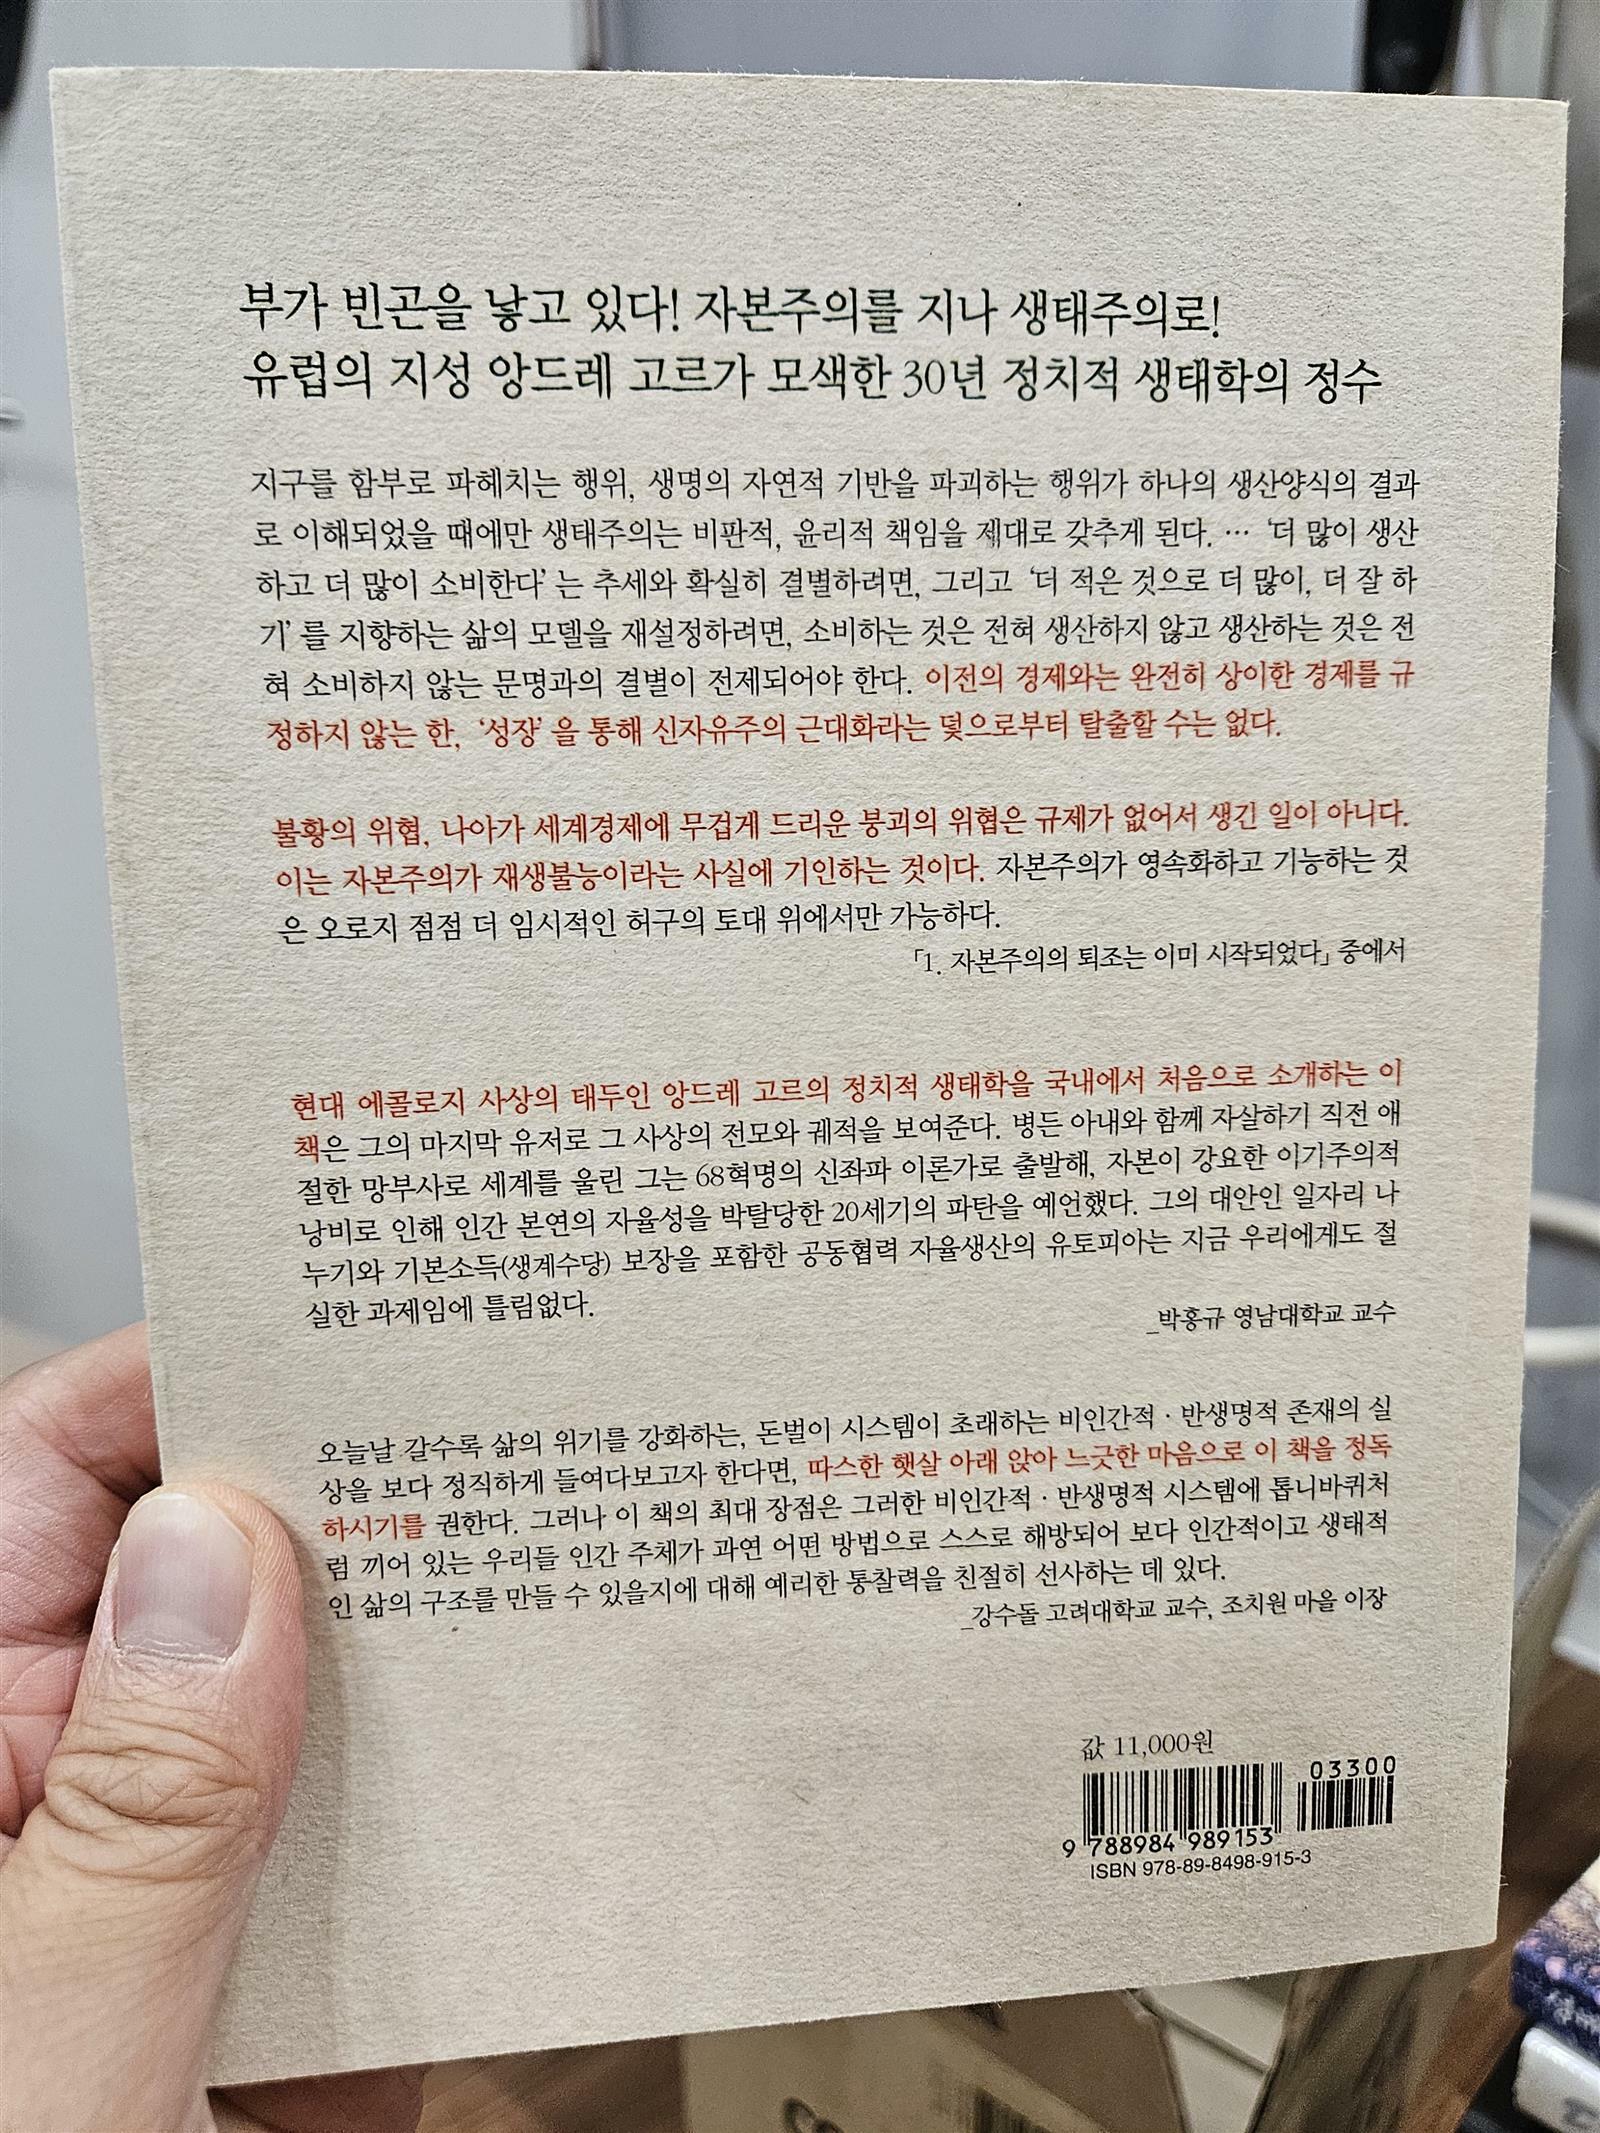 부가 빈곤을 낳고 있다! 자본주의를 지나 생태주의로!
유럽의 지성 앙드레 고르가 모색한 30년 정치적 생태학의 정수
지구를 함부로 파헤치는 행위, 생명의 자연적 기반을 파괴하는 행위가 하나의 생산양식의 결과
로 이해되었을 때에만 생태주의는 비판적, 윤리적 책임을 제대로 갖추게 된다. … ‘더 많이 생산
하고 더 많이 소비한다’는 추세와 확실히 결별하려면, 그리고 ‘더 적은 것으로 더 많이, 더 잘 하
기’를 지향하는 삶의 모델을 재설정하려면, 소비하는 것은 전혀 생산하지 않고 생산하는 것은 전
혀 소비하지 않는 문명과의 결별이 전제되어야 한다. 이전의 경제와는 완전히 상이한 경제를 규
정하지 않는 한, ‘성장’을 통해 신자유주의 근대화라는 덫으로부터 탈출할 수는 없다.
불황의 위협, 나아가 세계경제에 무겁게 드리운 붕괴의 위협은 규제가 없어서 생긴 일이 아니다.
이는 자본주의가 재생불능이라는 사실에 기인하는 것이다. 자본주의가 영속화하고 기능하는 것
은 오로지 점점 더 임시적인 허구의 토대 위에서만 가능하다.
「1. 자본주의의 퇴조는 이미 시작되었다」 중에서
현대 에콜로지 사상의 태두인 앙드레 고르의 정치적 생태학을 국내에서 처음으로 소개하는 이
책은 그의 마지막 유저로 그 사상의 전모와 궤적을 보여준다. 병든 아내와 함께 자살하기 직전 애
절한 망부사로 세계를 울린 그는 68혁명의 신좌파 이론가로 출발해, 자본이 강요한 이기주의적
낭비로 인해 인간 본연의 자율성을 박탈당한 20세기의 파탄을 예언했다. 그의 대안인 일자리 나
누기와 기본소득(생계수당) 보장을 포함한 공동협력 자율생산의 유토피아는 지금 우리에게도 절
실한 과제임에 틀림없다.
_박홍규 영남대학교 교수
오늘날 갈수록 삶의 위기를 강화하는, 돈벌이 시스템이 초래하는 비인간적·반생명적 존재의 실
상을 보다 정직하게 들여다보고자 한다면, 따스한 햇살 아래 앉아 느긋한 마음으로 이 책을 정독
하시기를 권한다. 그러나 이 책의 최대 장점은 그러한 비인간적·반생명적 시스템에 톱니바퀴처
럼 끼어 있는 우리들 인간 주체가 과연 어떤 방법으로 스스로 해방되어 보다 인간적이고 생태적
인 삶의 구조를 만들 수 있을지에 대해 예리한 통찰력을 친절히 선사하는 데 있다.
_강수돌 고려대학교 교수, 조치원 마을 이장
값 11,000원
03300
9 788984 989153
ISBN 978-89-8498-915-3